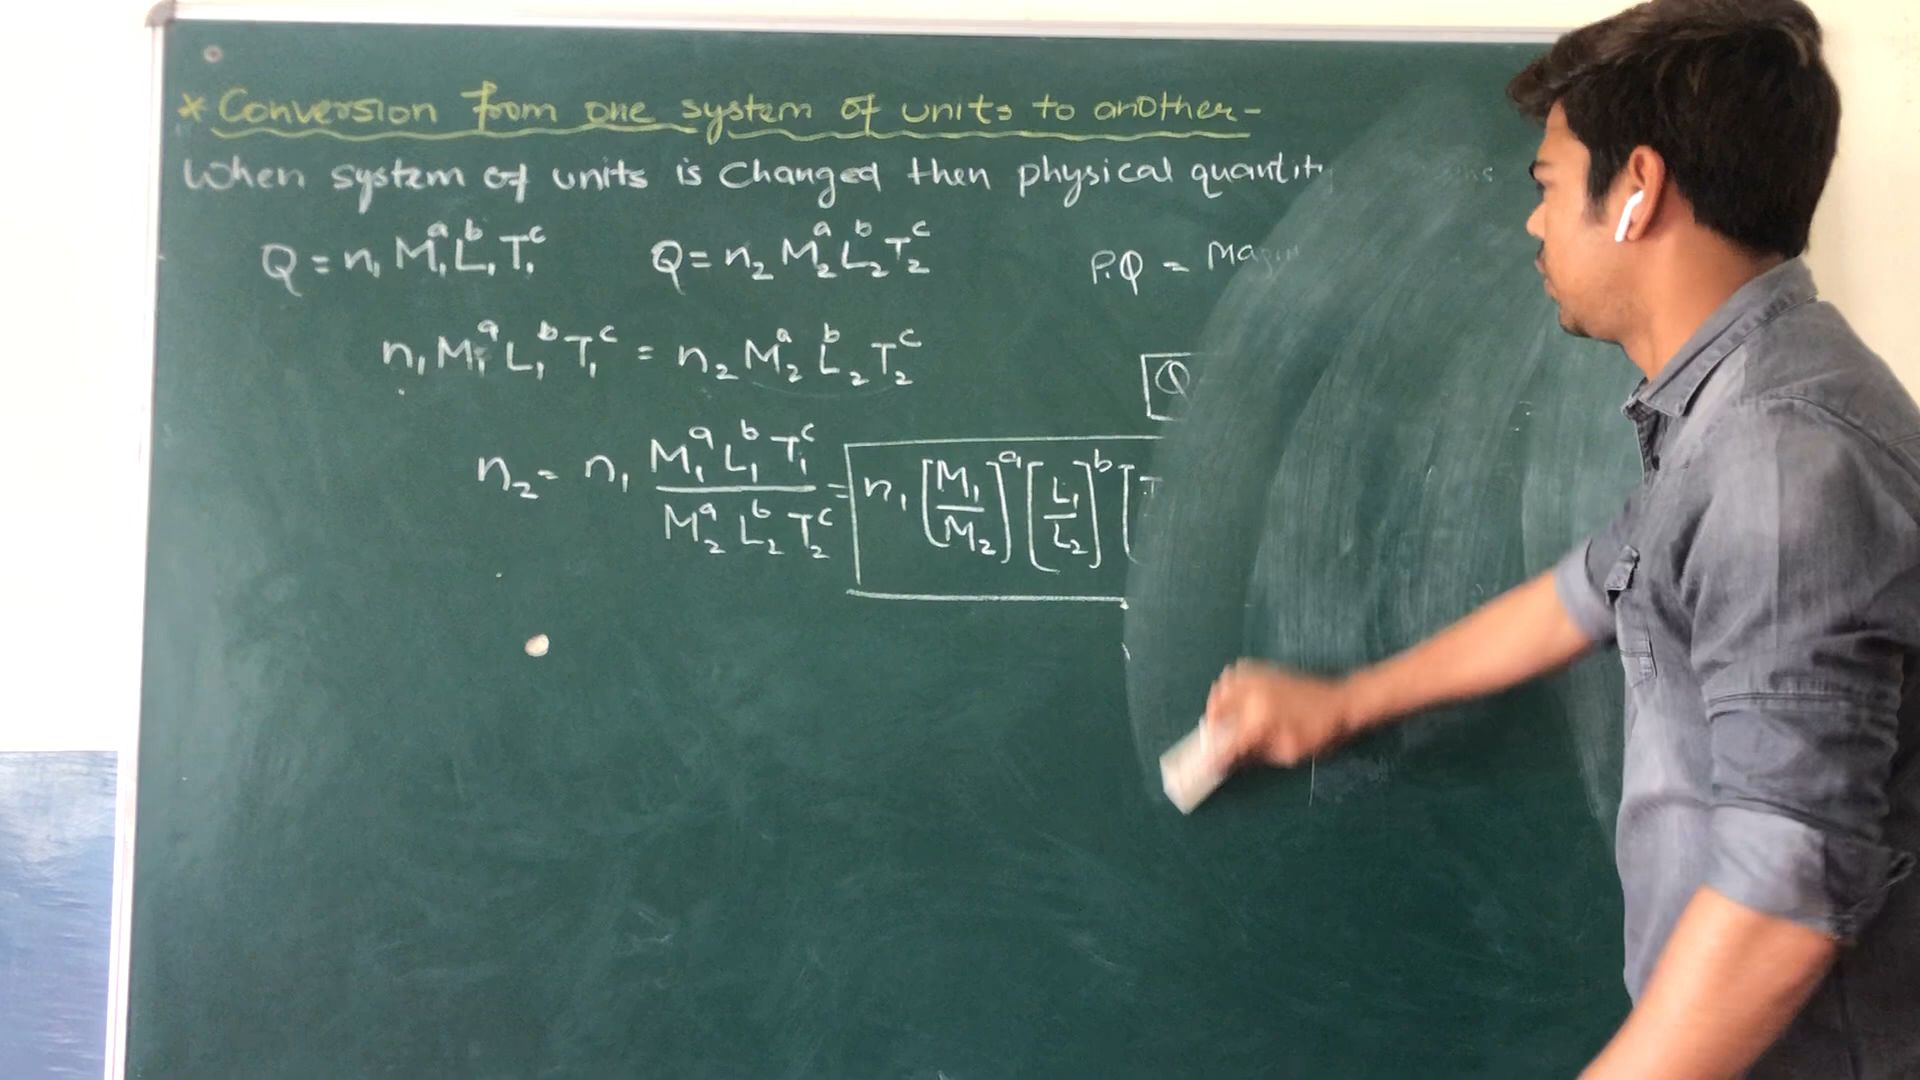 * Conversion from one system of units to another-
When system of units is changed then physical quantity
Q = n₁ M₁ᵃ L₁ᵇ T₁ᶜ Q = n₂ M₂ᵃ L₂ᵇ T₂ᶜ P.Q =
n₁ M₁ᵃ L₁ᵇ T₁ᶜ = n₂ M₂ᵃ L₂ᵇ T₂ᶜ Q
n₂ = n₁ M₁ᵃ L₁ᵇ T₁ᶜ / M₂ᵃ L₂ᵇ T₂ᶜ = n₁ [M₁/M₂]ᵃ [L₁/L₂]ᵇ [T